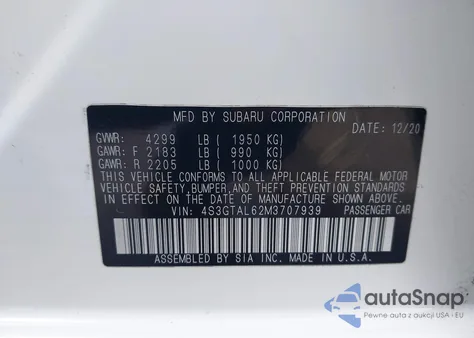 MFD BY SUBARU CORPORATION
DATE: 12/20
GVWR: 4299 LB ( 1950 KG)
GAWR: F 2183 LB ( 990 KG)
GAWR: R 2205 LB ( 1000 KG)
THIS VEHICLE CONFORMS TO ALL APPLICABLE FEDERAL MOTOR
VEHICLE SAFETY, BUMPER, AND THEFT PREVENTION STANDARDS
IN EFFECT ON THE DATE OF MANUFACTURE SHOWN ABOVE.
VIN: 4S3GTAL62M3707939 PASSENGER CAR
ASSEMBLED BY SIA INC. MADE IN U.S.A.
autoSnap
Pewne auta z aukcji USA - EU